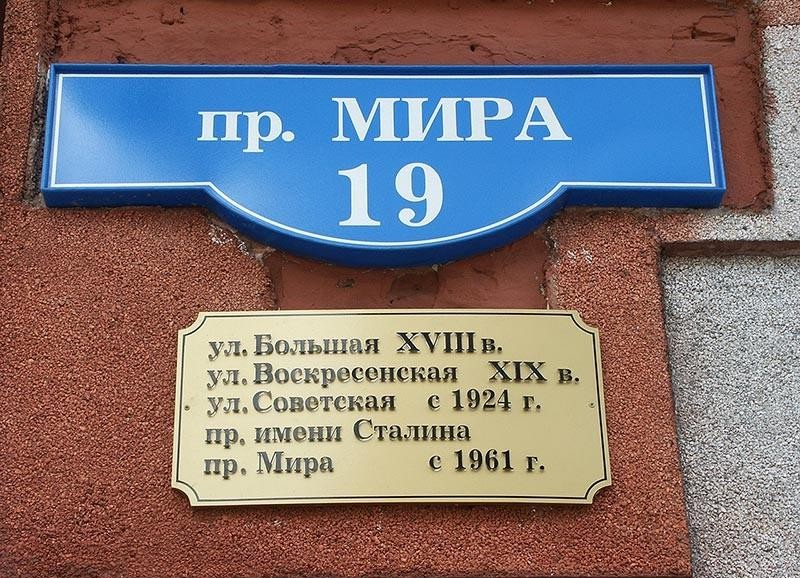 пр. МИРА
19
ул. Большая XVIII в.
ул. Воскресенская XIX в.
ул. Советская с 1924 г.
пр. имени Сталина
пр. Мира с 1961 г.